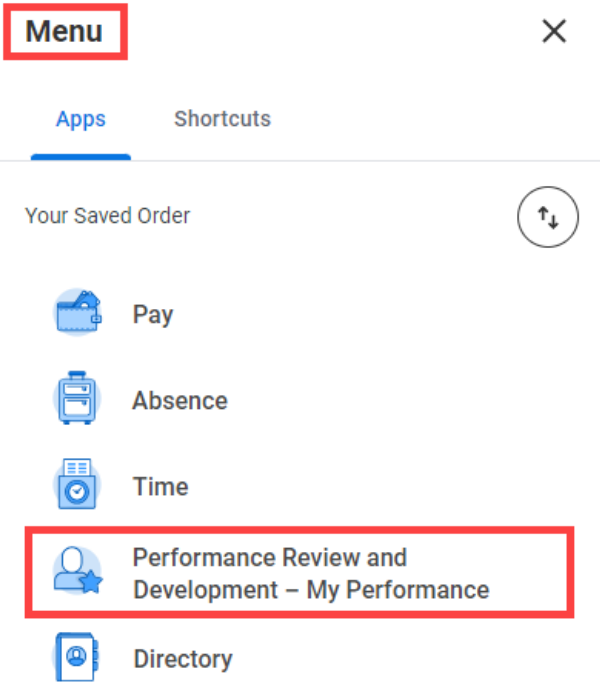 Menu
Apps
Shortcuts
Your Saved Order
Pay
Absence
Time
Performance Review and
Development – My Performance
Directory